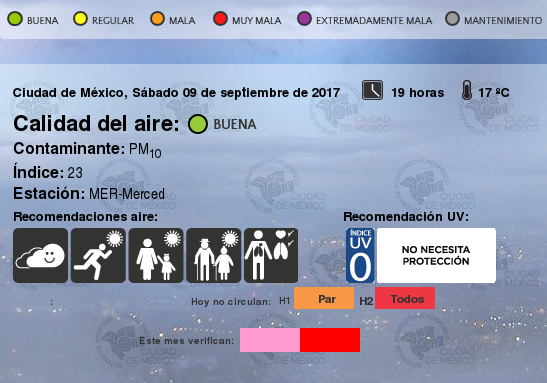 BUENA REGULAR MALA MUY MALA EXTREMADAMENTE MALA MANTENIMIENTO
Ciudad de México, Sábado 09 de septiembre de 2017 19 horas 17 ºC
Calidad del aire: BUENA
Contaminante: PM10
Índice: 23
Estación: MER-Merced
Recomendaciones aire:
Recomendación UV:
ÍNDICE
UV
0
NO NECESITA
PROTECCIÓN
:
Hoy no circulan: H1 Par H2 Todos
Este mes verifican:
CIUDAD
DE MÉXICO